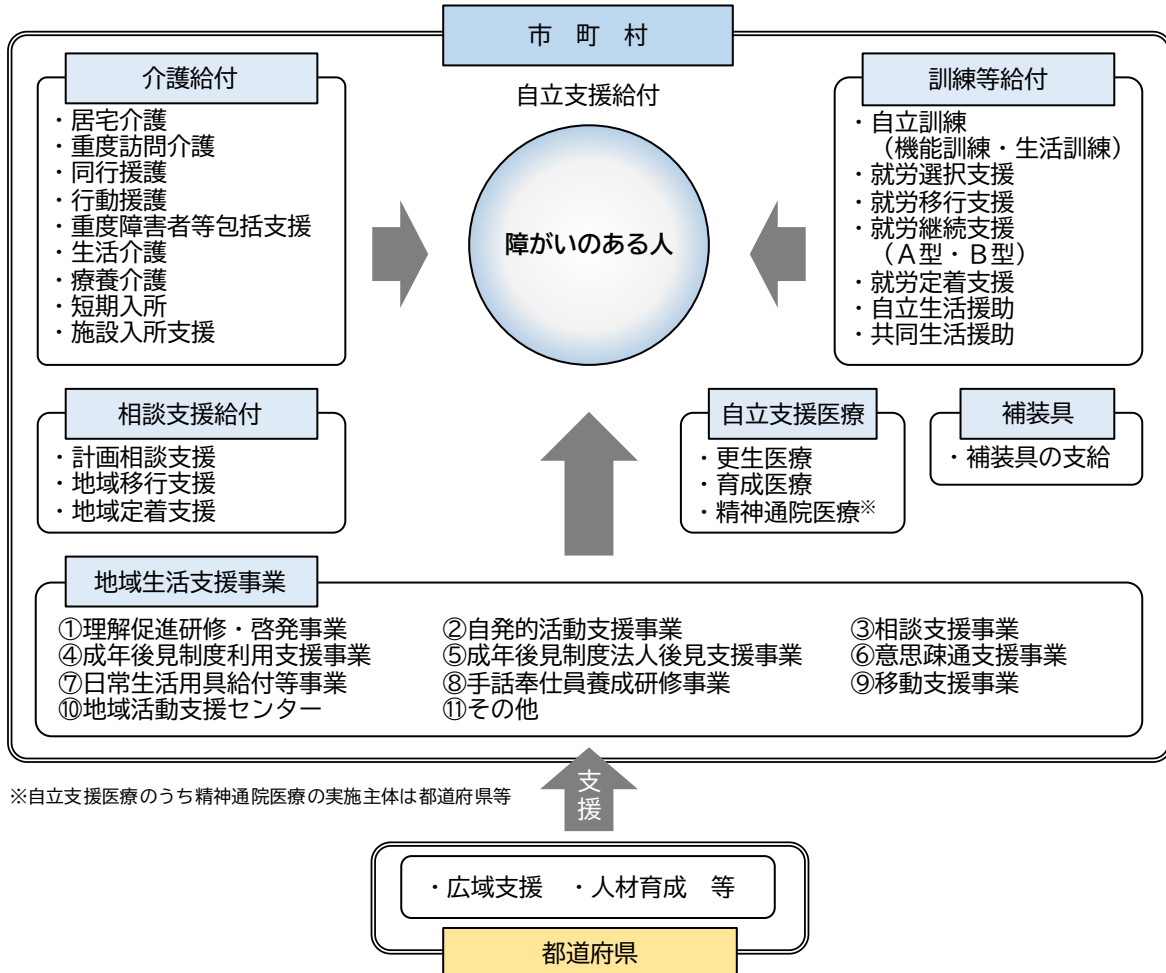 市 町 村
自立支援給付
障がいのある人
介護給付
・居宅介護
・重度訪問介護
・同行援護
・行動援護
・重度障害者等包括支援
・生活介護
・療養介護
・短期入所
・施設入所支援
訓練等給付
・自立訓練
（機能訓練・生活訓練）
・就労選択支援
・就労移行支援
・就労継続支援
（Ａ型・Ｂ型）
・就労定着支援
・自立生活援助
・共同生活援助
相談支援給付
・計画相談支援
・地域移行支援
・地域定着支援
自立支援医療
・更生医療
・育成医療
・精神通院医療※
補装具
・補装具の支給
地域生活支援事業
①理解促進研修・啓発事業 ②自発的活動支援事業 ③相談支援事業
④成年後見制度利用支援事業 ⑤成年後見制度法人後見支援事業 ⑥意思疎通支援事業
⑦日常生活用具給付等事業 ⑧手話奉仕員養成研修事業 ⑨移動支援事業
⑩地域活動支援センター ⑪その他
※自立支援医療のうち精神通院医療の実施主体は都道府県等
支援
・広域支援 ・人材育成 等
都道府県